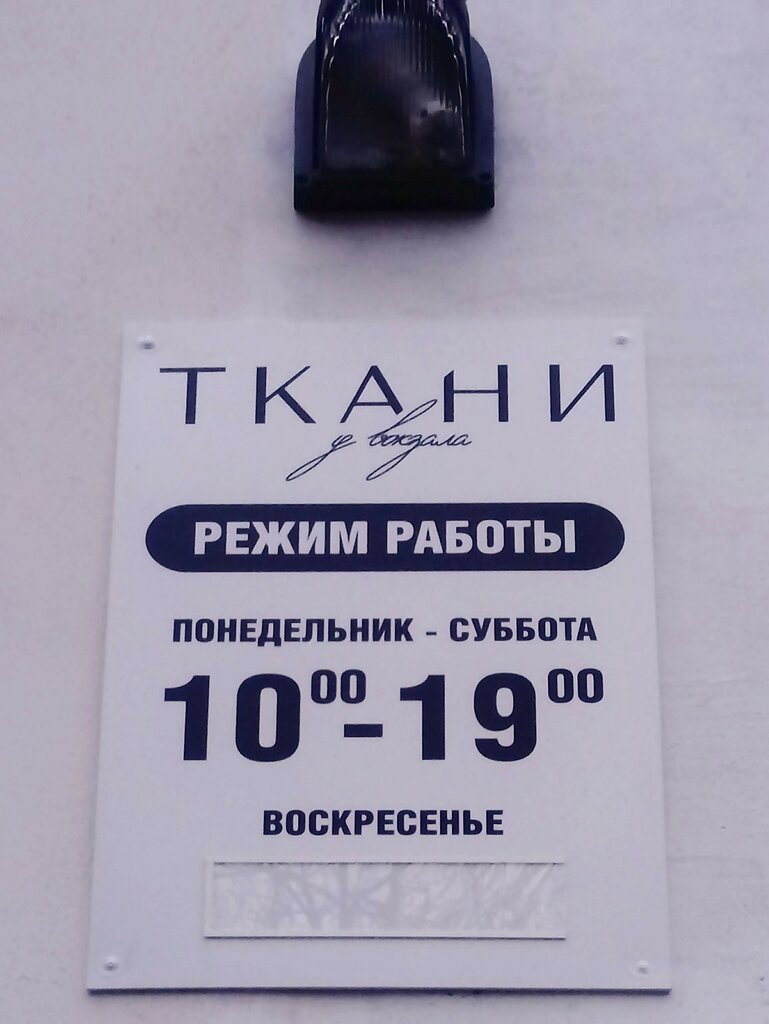 ТКАНИ
у вокзала
РЕЖИМ РАБОТЫ
ПОНЕДЕЛЬНИК - СУББОТА
10⁰⁰-19⁰⁰
ВОСКРЕСЕНЬЕ